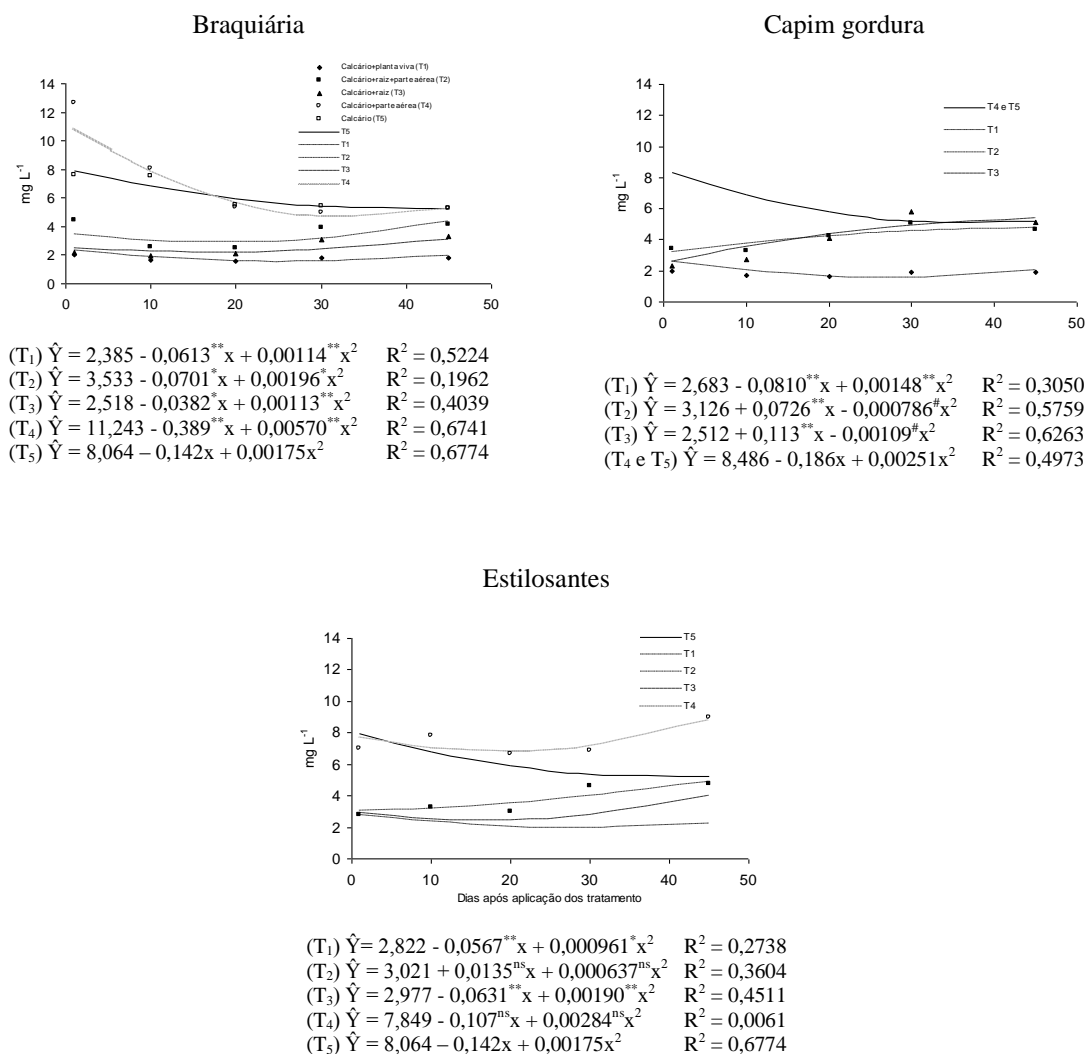 Braquiária
Calcário+planta viva (T1)
Calcário+raiz+parte aérea (T2)
Calcário+raiz (T3)
Calcário+parte aérea (T4)
Calcário (T5)
T5
T1
T2
T3
T4
mg L⁻¹
14
12
10
8
6
4
2
0
0 10 20 30 40 50
(T₁) Ŷ = 2,385 - 0,0613**x + 0,00114**x² R² = 0,5224
(T₂) Ŷ = 3,533 - 0,0701*x + 0,00196*x² R² = 0,1962
(T₃) Ŷ = 2,518 - 0,0382*x + 0,00113**x² R² = 0,4039
(T₄) Ŷ = 11,243 - 0,389**x + 0,00570**x² R² = 0,6741
(T₅) Ŷ = 8,064 – 0,142x + 0,00175x² R² = 0,6774
Capim gordura
T4 e T5
T1
T2
T3
mg L⁻¹
14
12
10
8
6
4
2
0
0 10 20 30 40 50
(T₁) Ŷ = 2,683 - 0,0810**x + 0,00148**x² R² = 0,3050
(T₂) Ŷ = 3,126 + 0,0726**x - 0,000786#x² R² = 0,5759
(T₃) Ŷ = 2,512 + 0,113**x - 0,00109#x² R² = 0,6263
(T₄ e T₅) Ŷ = 8,486 - 0,186x + 0,00251x² R² = 0,4973
Estilosantes
T5
T1
T2
T3
T4
mg L⁻¹
14
12
10
8
6
4
2
0
0 10 20 30 40 50
Dias após aplicação dos tratamento
(T₁) Ŷ= 2,822 - 0,0567**x + 0,000961*x² R² = 0,2738
(T₂) Ŷ = 3,021 + 0,0135ⁿˢx + 0,000637ⁿˢx² R² = 0,3604
(T₃) Ŷ = 2,977 - 0,0631**x + 0,00190**x² R² = 0,4511
(T₄) Ŷ = 7,849 - 0,107ⁿˢx + 0,00284ⁿˢx² R² = 0,0061
(T₅) Ŷ = 8,064 – 0,142x + 0,00175x² R² = 0,6774